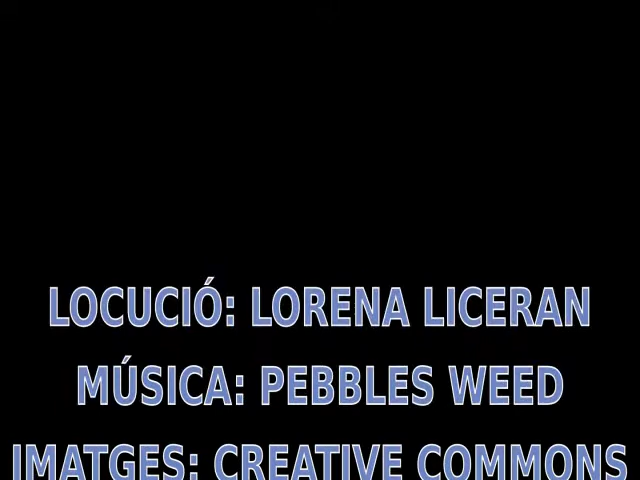 LOCUCIÓ: LORENA LICERAN
MÚSICA: PEBBLES WEED
IMATGES: CREATIVE COMMONS